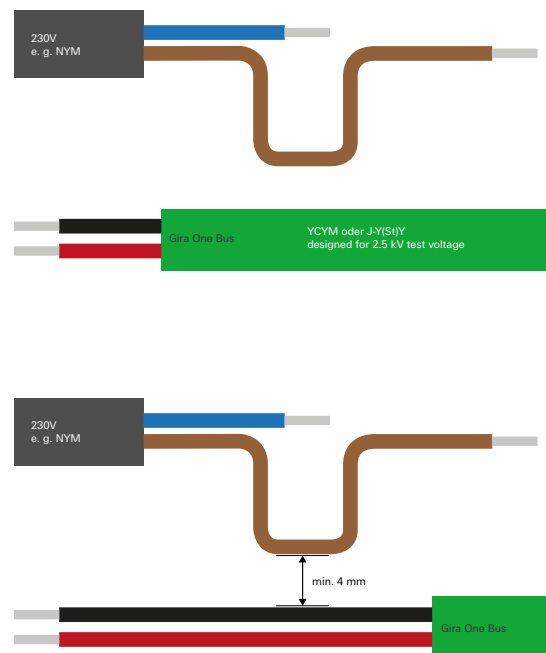 230V
e. g. NYM
Gira One Bus
YCYM oder J-Y(St)Y
designed for 2.5 kV test voltage
230V
e. g. NYM
min. 4 mm
Gira One Bus